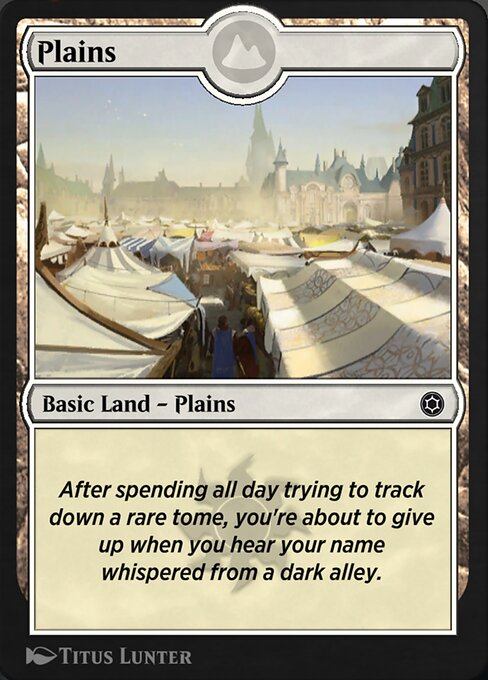 Plains
Basic Land – Plains
After spending all day trying to track
down a rare tome, you're about to give
up when you hear your name
whispered from a dark alley.
Titus Lunter